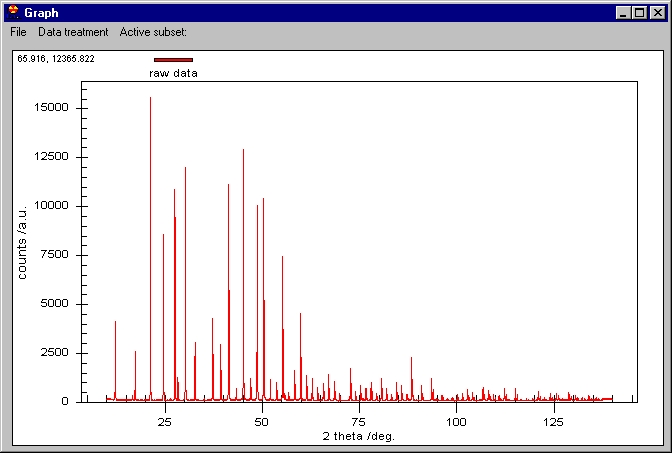 Graph
File Data treatment Active subset:
65.916, 12365.822
raw data
15000
12500
10000
7500
5000
2500
0
counts /a.u.
25 50 75 100 125
2 theta /deg.